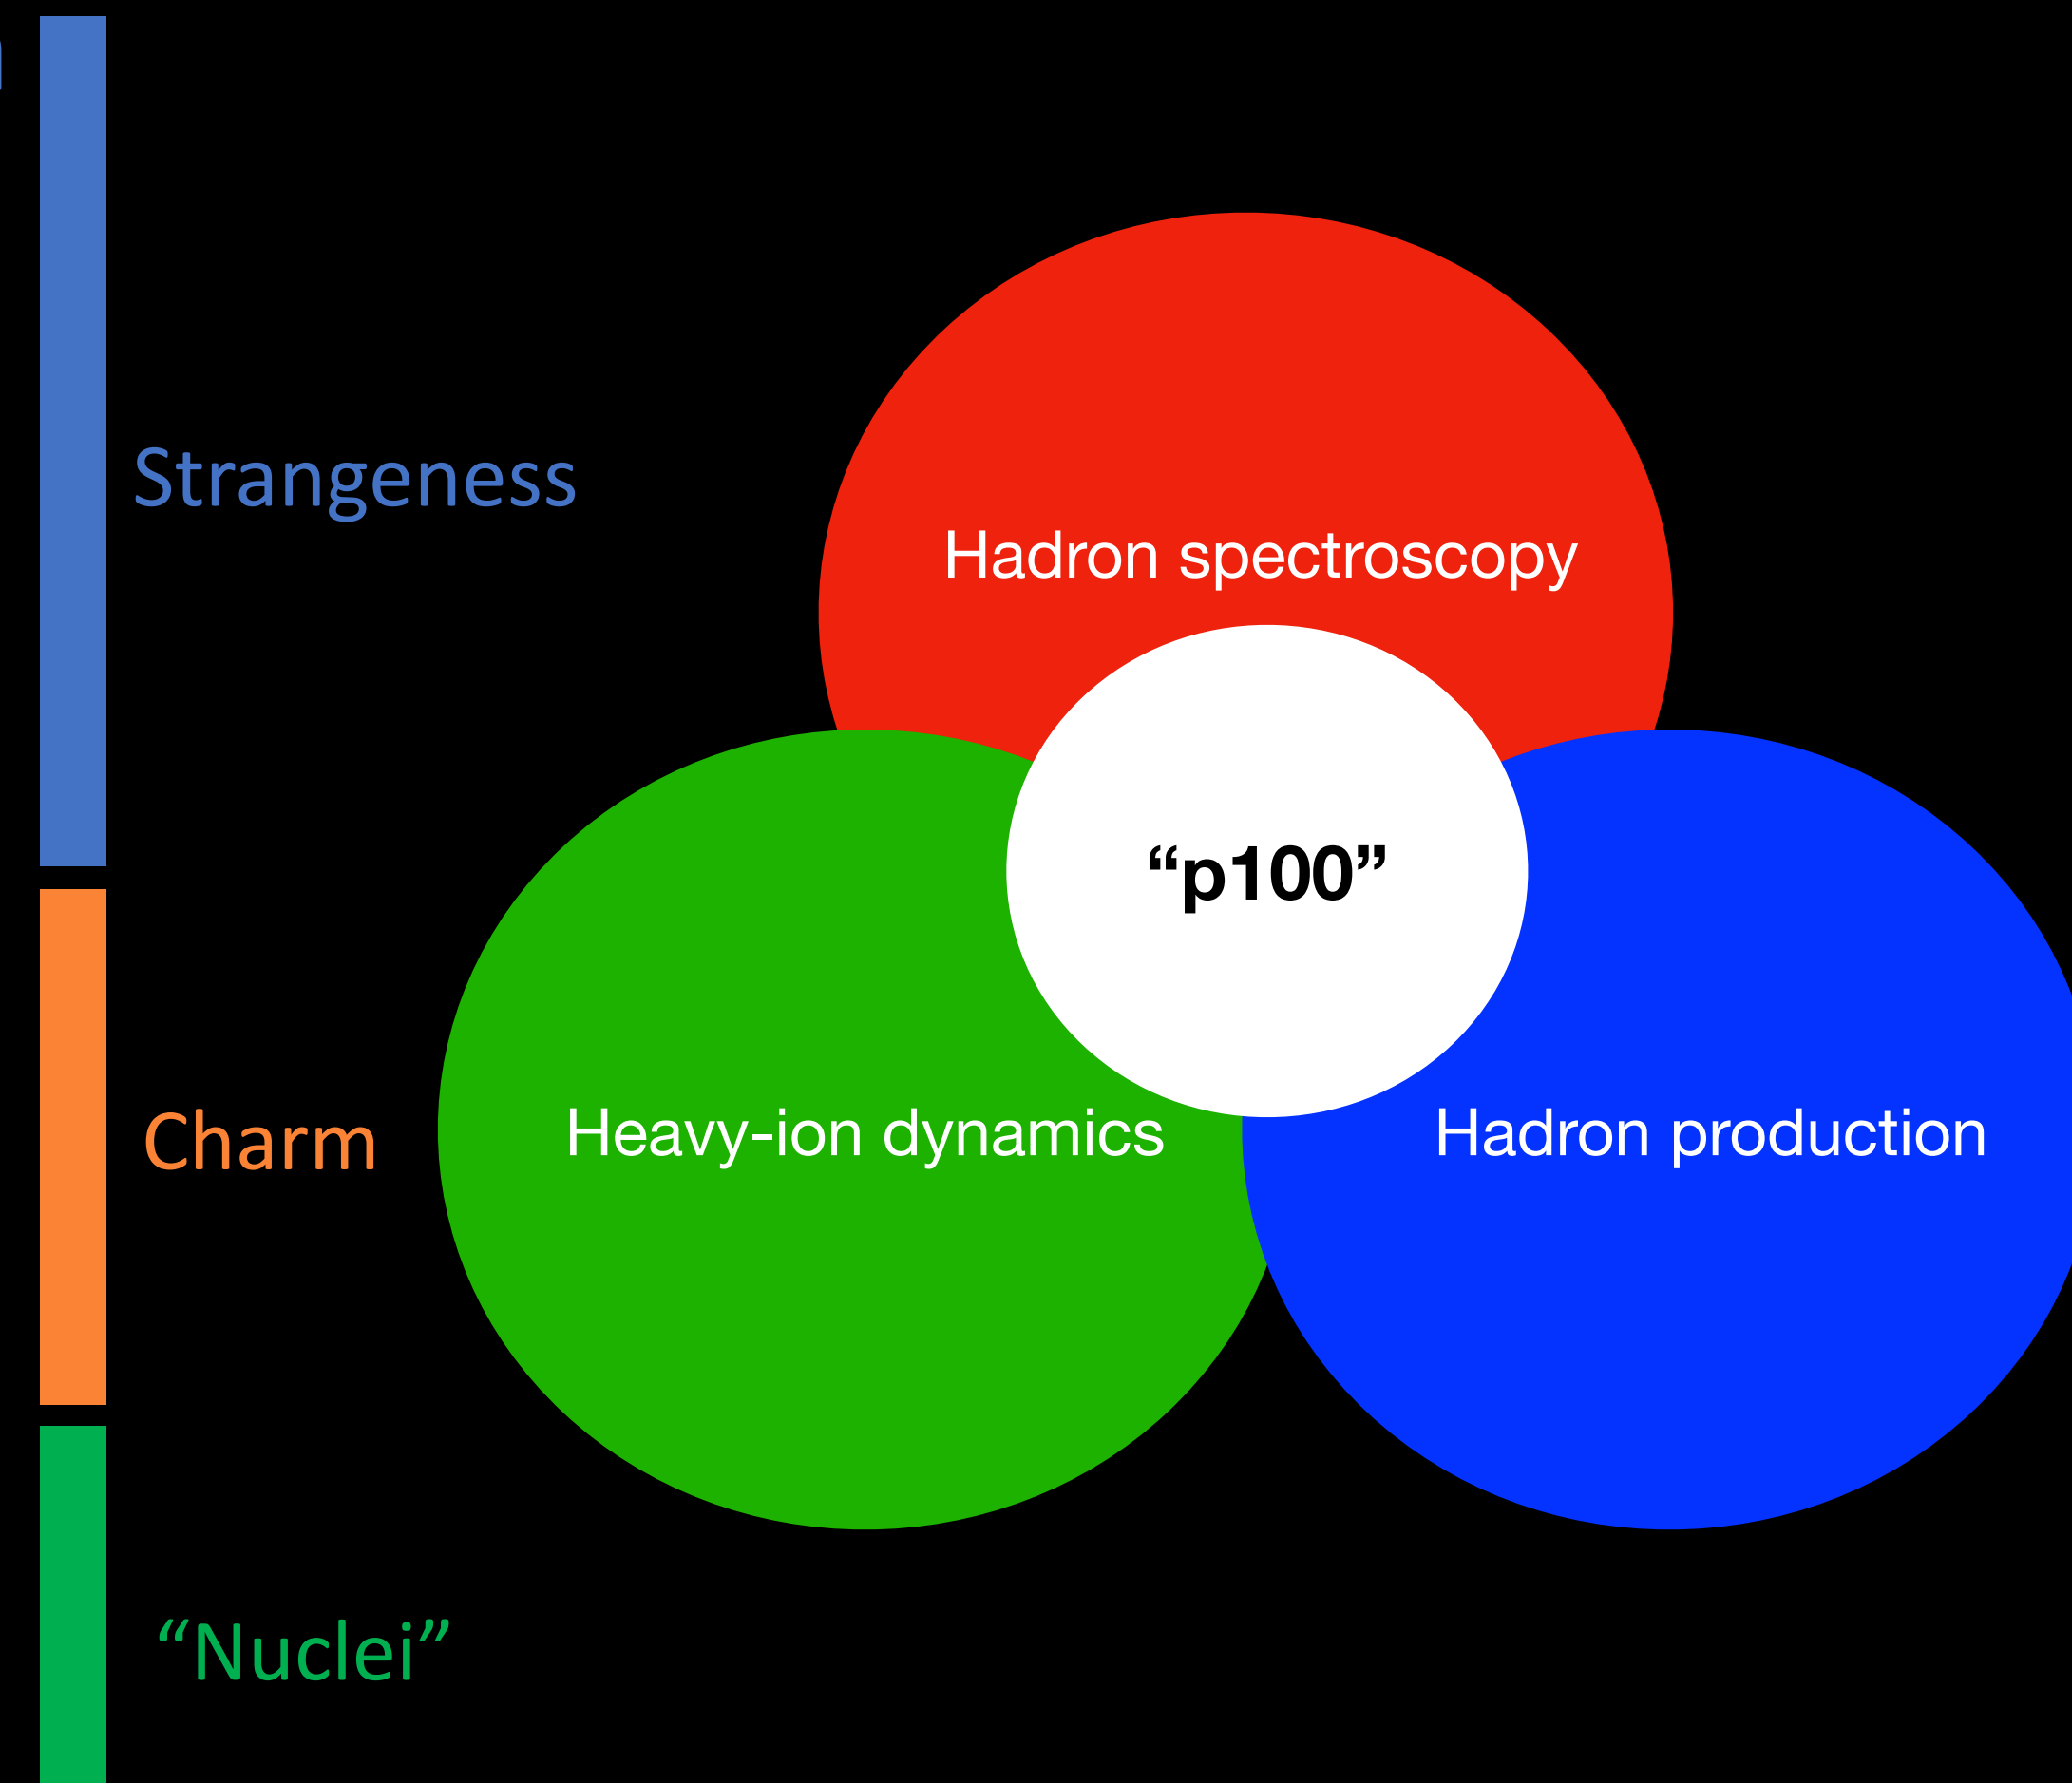 Strangeness
Hadron spectroscopy
“p100”
Heavy-ion dynamics
Hadron production
Charm
“Nuclei”